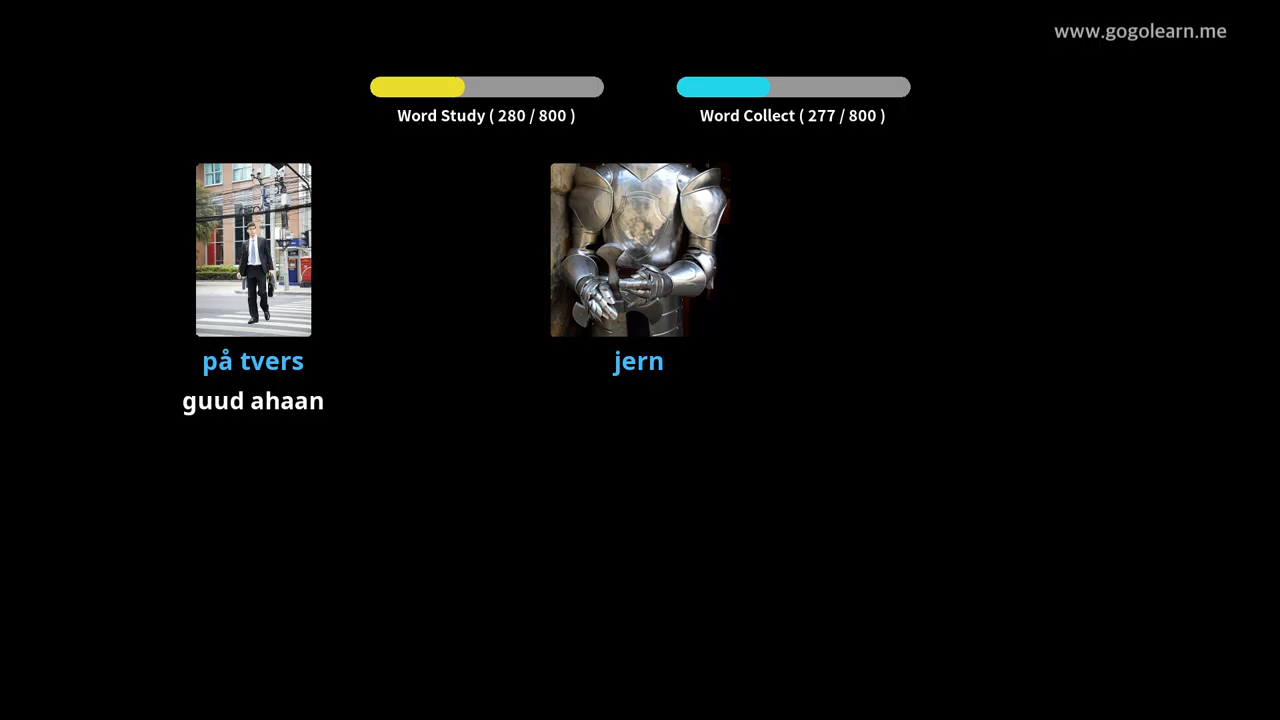 www.gogolearn.me
Word Study ( 280 / 800 )
Word Collect ( 277 / 800 )
på tvers
jern
guud ahaan